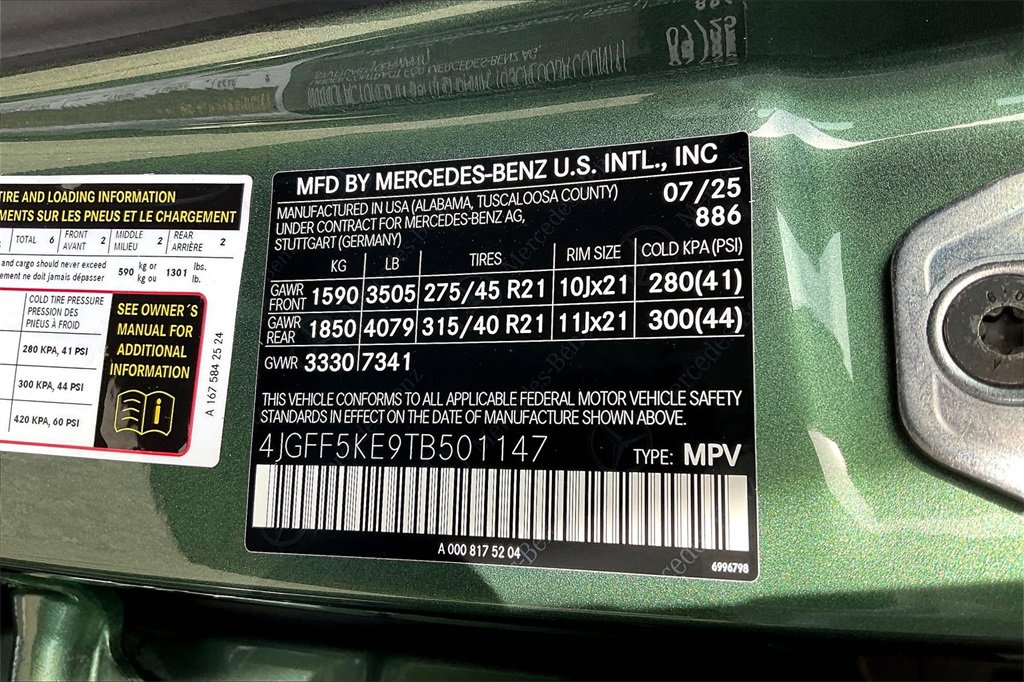 TIRE AND LOADING INFORMATION
MENTS SUR LES PNEUS ET LE CHARGEMENT
TOTAL 6 FRONT AVANT 2 MIDDLE MILIEU 2 REAR ARRIÈRE 2
and cargo should never exceed
ement ne doit jamais dépasser
590 kg or kg ou 1301 lbs. lb.
COLD TIRE PRESSURE
PRESSION DES
PNEUS À FROID
280 KPA, 41 PSI
300 KPA, 44 PSI
420 KPA, 60 PSI
SEE OWNER´S
MANUAL FOR
ADDITIONAL
INFORMATION
A 167 584 25 24
MFD BY MERCEDES-BENZ U.S. INTL., INC
MANUFACTURED IN USA (ALABAMA, TUSCALOOSA COUNTY)
UNDER CONTRACT FOR MERCEDES-BENZ AG,
STUTTGART (GERMANY)
07/25
886
KG LB TIRES RIM SIZE COLD KPA (PSI)
GAWR FRONT 1590 3505 275/45 R21 10Jx21 280(41)
GAWR REAR 1850 4079 315/40 R21 11Jx21 300(44)
GVWR 3330 7341
THIS VEHICLE CONFORMS TO ALL APPLICABLE FEDERAL MOTOR VEHICLE SAFETY
STANDARDS IN EFFECT ON THE DATE OF MANUFACTURE SHOWN ABOVE.
4JGFF5KE9TB501147 TYPE: MPV
A 000 817 52 04
6996798